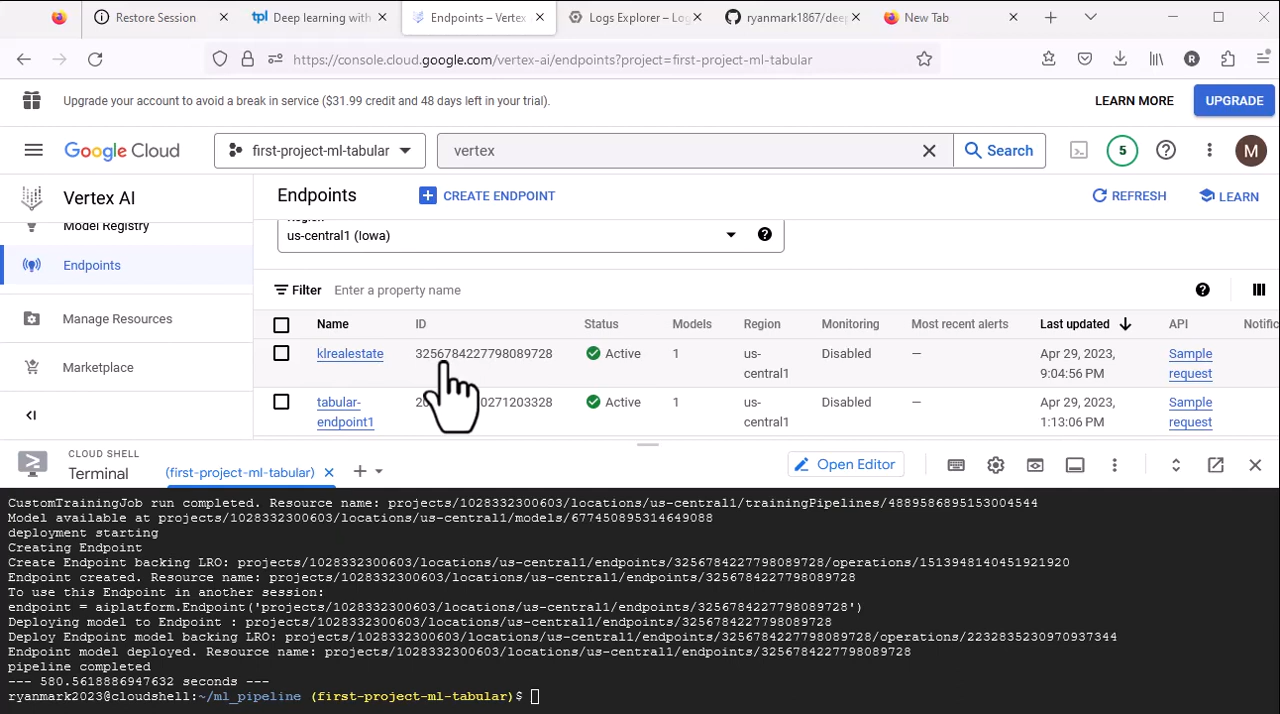 Restore Session
tpl Deep learning with
Endpoints – Vertex
Logs Explorer – Lo
ryanmark1867/deep
New Tab
https://console.cloud.google.com/vertex-ai/endpoints?project=first-project-ml-tabular
R
Upgrade your account to avoid a break in service ($31.99 credit and 48 days left in your trial).
LEARN MORE
UPGRADE
Google Cloud
first-project-ml-tabular
vertex
Search
5
M
Vertex AI
Endpoints
CREATE ENDPOINT
REFRESH
LEARN
Model Registry
Region
us-central1 (Iowa)
Endpoints
Filter Enter a property name
Manage Resources
Name ID Status Models Region Monitoring Most recent alerts Last updated API Notific
klrealestate 3256784227798089728 Active 1 us-central1 Disabled — Apr 29, 2023, 9:04:56 PM Sample request
Marketplace
tabular-endpoint1 Active 1 us-central1 Disabled — Apr 29, 2023, 1:13:06 PM Sample request
CLOUD SHELL
Terminal
(first-project-ml-tabular)
Open Editor
CustomTrainingJob run completed. Resource name: projects/1028332300603/locations/us-central1/trainingPipelines/4889586895153004544
Model available at projects/1028332300603/locations/us-central1/models/677450895314649088
deployment starting
Creating Endpoint
Create Endpoint backing LRO: projects/1028332300603/locations/us-central1/endpoints/3256784227798089728/operations/1513948140451921920
Endpoint created. Resource name: projects/1028332300603/locations/us-central1/endpoints/3256784227798089728
To use this Endpoint in another session:
endpoint = aiplatform.Endpoint('projects/1028332300603/locations/us-central1/endpoints/3256784227798089728')
Deploying model to Endpoint : projects/1028332300603/locations/us-central1/endpoints/3256784227798089728
Deploy Endpoint model backing LRO: projects/1028332300603/locations/us-central1/endpoints/3256784227798089728/operations/2232835230970937344
Endpoint model deployed. Resource name: projects/1028332300603/locations/us-central1/endpoints/3256784227798089728
pipeline completed
--- 580.5618886947632 seconds ---
ryanmark2023@cloudshell:~/ml_pipeline (first-project-ml-tabular)$